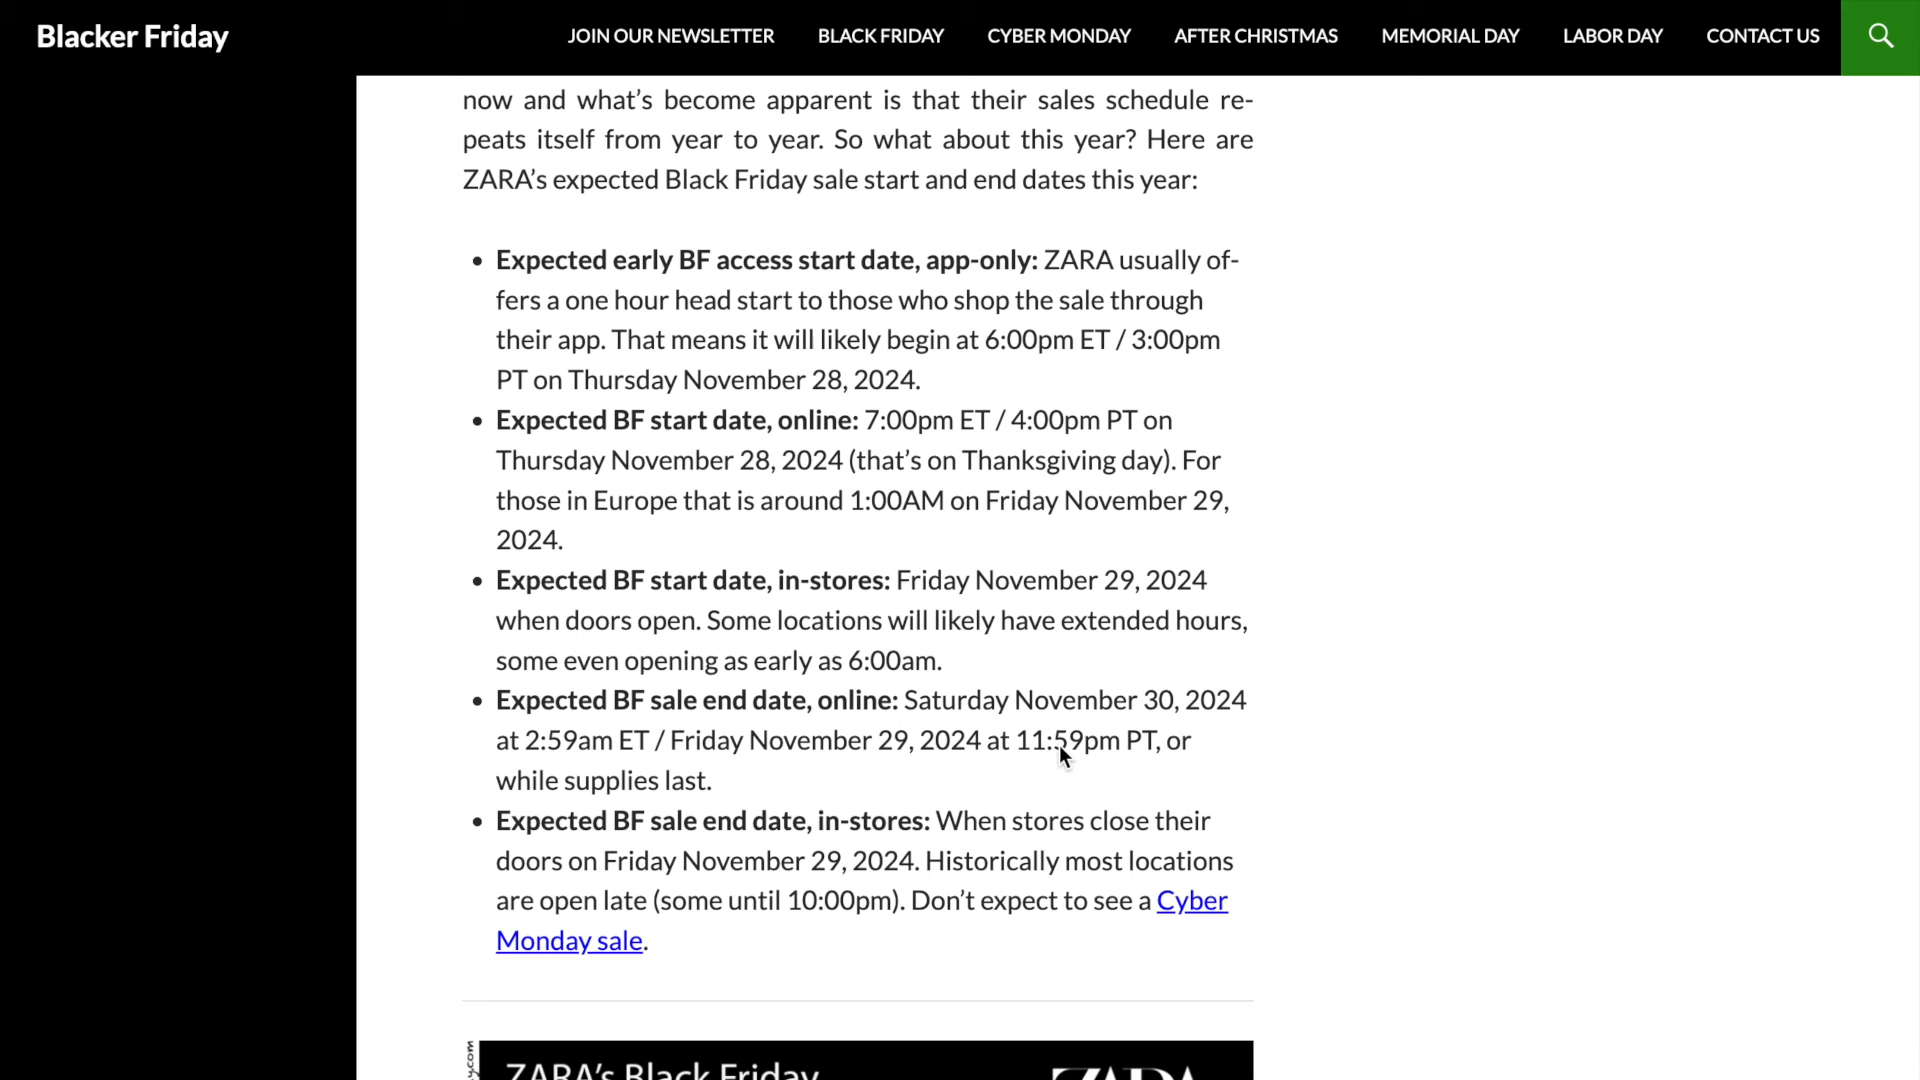 Blacker Friday
JOIN OUR NEWSLETTER BLACK FRIDAY CYBER MONDAY AFTER CHRISTMAS MEMORIAL DAY LABOR DAY CONTACT US
now and what’s become apparent is that their sales schedule re-
peats itself from year to year. So what about this year? Here are
ZARA’s expected Black Friday sale start and end dates this year:
• Expected early BF access start date, app-only: ZARA usually of-
fers a one hour head start to those who shop the sale through
their app. That means it will likely begin at 6:00pm ET / 3:00pm
PT on Thursday November 28, 2024.
• Expected BF start date, online: 7:00pm ET / 4:00pm PT on
Thursday November 28, 2024 (that’s on Thanksgiving day). For
those in Europe that is around 1:00AM on Friday November 29,
2024.
• Expected BF start date, in-stores: Friday November 29, 2024
when doors open. Some locations will likely have extended hours,
some even opening as early as 6:00am.
• Expected BF sale end date, online: Saturday November 30, 2024
at 2:59am ET / Friday November 29, 2024 at 11:59pm PT, or
while supplies last.
• Expected BF sale end date, in-stores: When stores close their
doors on Friday November 29, 2024. Historically most locations
are open late (some until 10:00pm). Don’t expect to see a Cyber
Monday sale.
ZARA’s Black Friday
ZARA